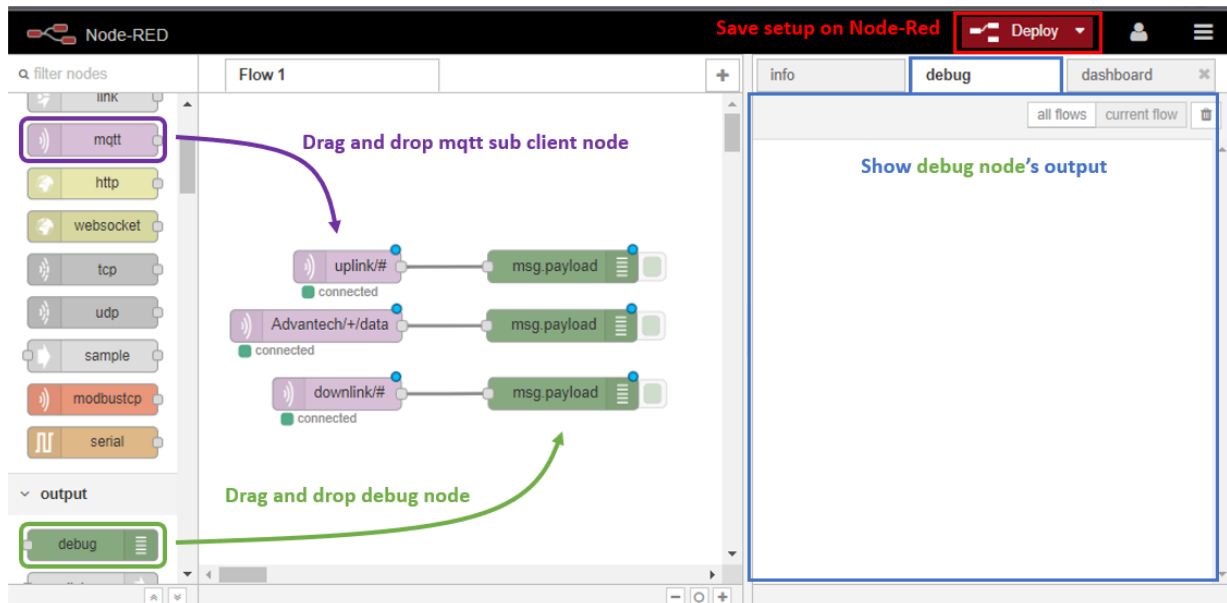 Node-RED
Save setup on Node-Red
Deploy
filter nodes
Flow 1
info
debug
dashboard
link
mqtt
http
websocket
tcp
udp
sample
modbustcp
serial
output
debug
Drag and drop mqtt sub client node
uplink/#
msg.payload
connected
Advantech/+/data
msg.payload
connected
downlink/#
msg.payload
connected
Drag and drop debug node
all flows
current flow
Show debug node's output